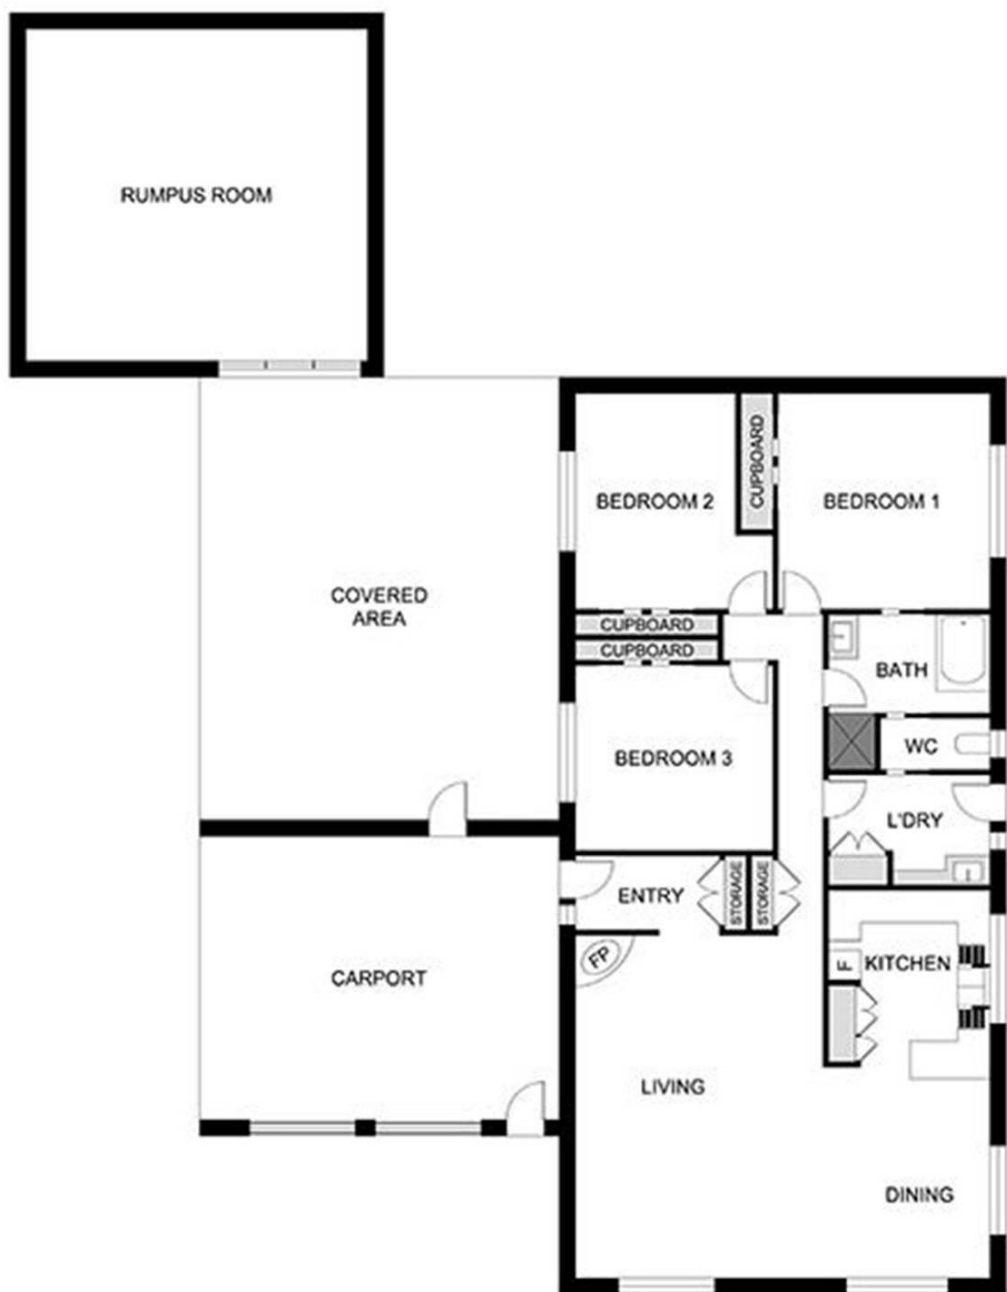 RUMPUS ROOM
CUPBOARD
BEDROOM 2
BEDROOM 1
COVERED
AREA
CUPBOARD
CUPBOARD
BATH
WC
BEDROOM 3
L'DRY
ENTRY
STORAGE
STORAGE
FP
F
KITCHEN
CARPORT
LIVING
DINING